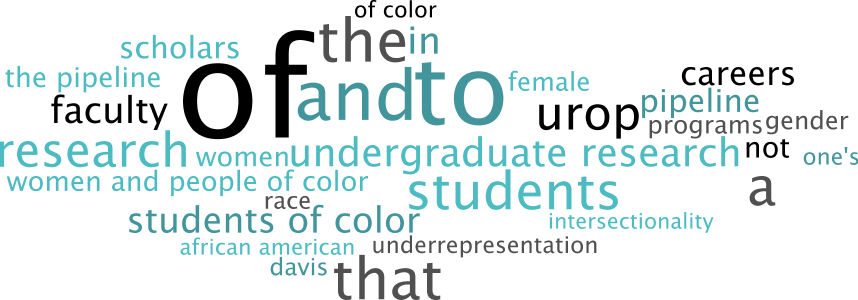 of color
scholars of the in
the pipeline and to female careers
faculty urop pipeline
programs gender
research women undergraduate research not one's
women and people of color students a
race
students of color intersectionality
african american underrepresentation
davis that